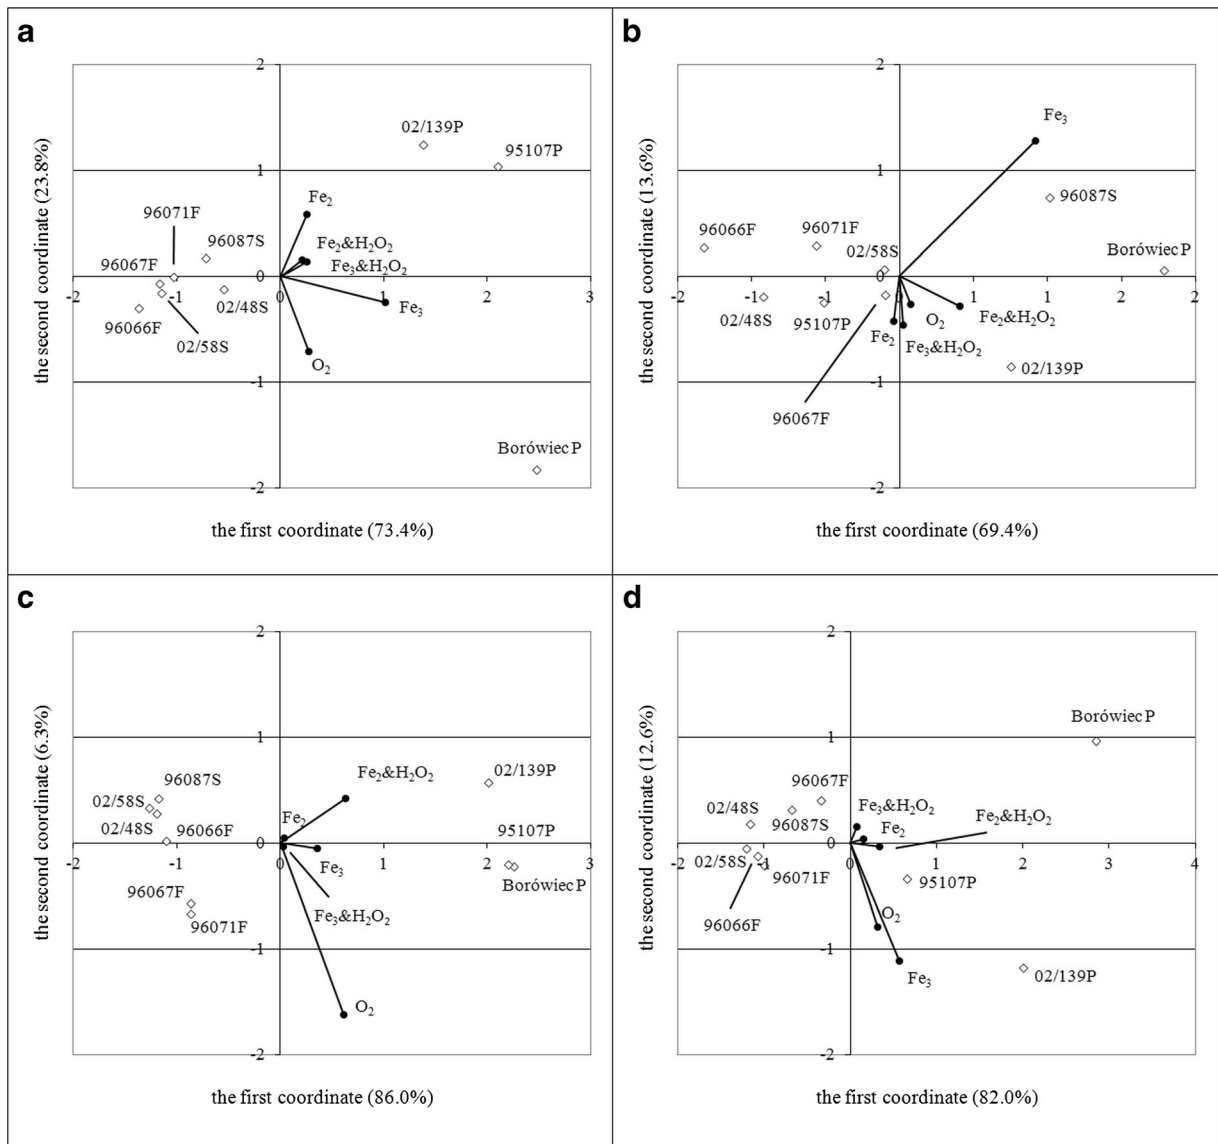 a
2
02/139P
95107P
1
Fe2
96071F
96087S
Fe2&H2O2
96067F
Fe3&H2O2
0
-2
-1
0
1
2
3
02/48S
Fe3
96066F
02/58S
O2
-1
Borówiec P
-2
the second coordinate (23.8%)
the first coordinate (73.4%)
b
2
Fe3
1
96087S
96066F
96071F
02/58S
Borówiec P
0
-2
-1
-1
0
1
1
2
2
02/48S
95107P
O2
Fe2&H2O2
Fe2
Fe3&H2O2
02/139P
-1
96067F
-2
the second coordinate (13.6%)
the first coordinate (69.4%)
c
2
1
Fe2&H2O2
02/139P
96087S
02/58S
Fe2
02/48S
96066F
95107P
0
-2
-1
0
1
2
3
Fe3
Borówiec P
96067F
Fe3&H2O2
96071F
-1
O2
-2
the second coordinate (6.3%)
the first coordinate (86.0%)
d
2
Borówiec P
1
96067F
02/48S
Fe3&H2O2
Fe2&H2O2
96087S
Fe2
0
-2
-1
0
1
2
3
4
02/58S
96071F
95107P
96066F
O2
-1
Fe3
02/139P
-2
the second coordinate (12.6%)
the first coordinate (82.0%)